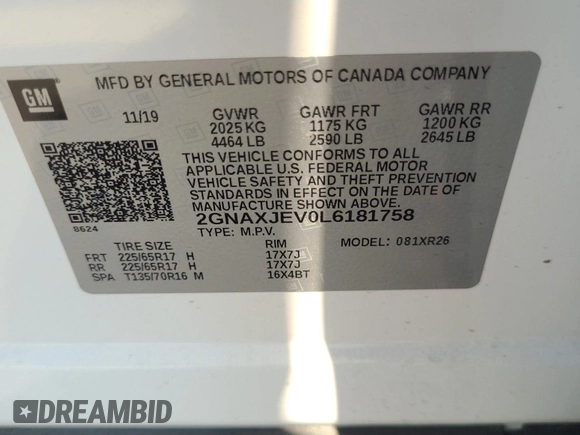 GM
MFD BY GENERAL MOTORS OF CANADA COMPANY
11/19 GVWR GAWR FRT GAWR RR
2025 KG 1175 KG 1200 KG
4464 LB 2590 LB 2645 LB
THIS VEHICLE CONFORMS TO ALL
APPLICABLE U.S. FEDERAL MOTOR
VEHICLE SAFETY AND THEFT PREVENTION
STANDARDS IN EFFECT ON THE DATE OF
MANUFACTURE SHOWN ABOVE.
8624
2GNAXJEV0L6181758
TYPE: M.P.V. MODEL: 081XR26
TIRE SIZE RIM
FRT 225/65R17 H 17X7J
RR 225/65R17 H 17X7J
SPA T135/70R16 M 16X4BT
DREAMBID